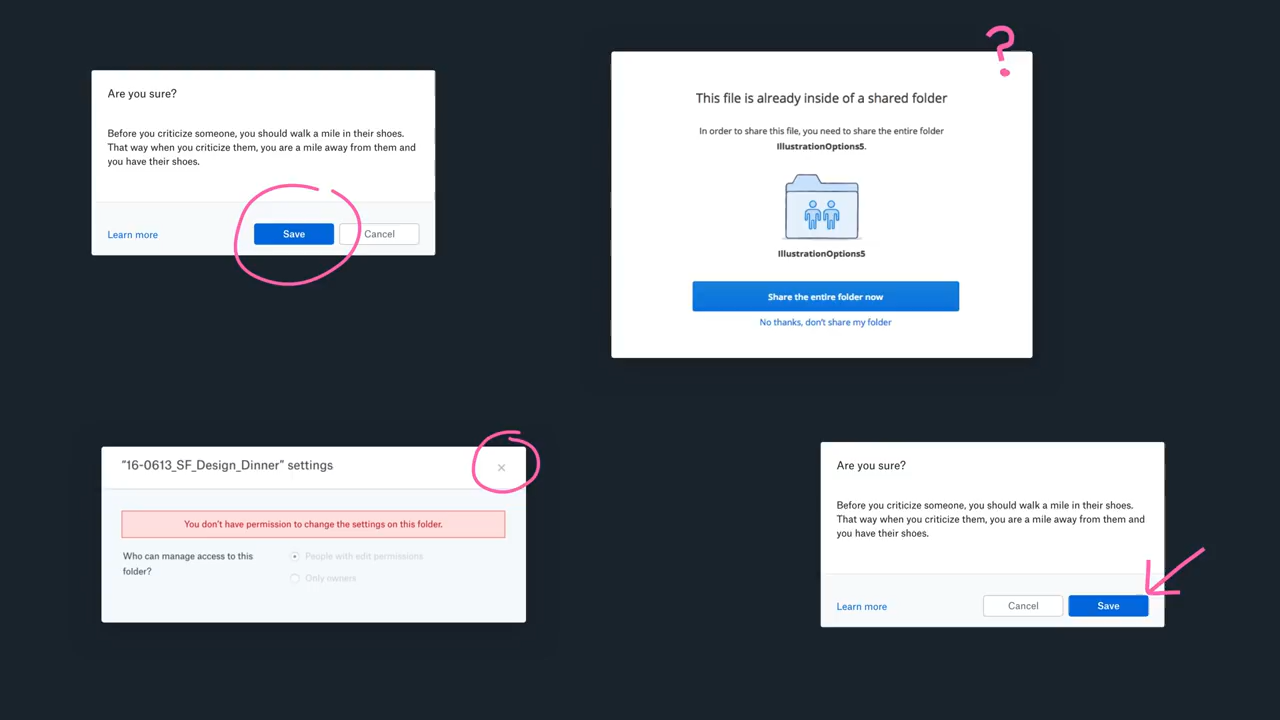 Are you sure?
Before you criticize someone, you should walk a mile in their shoes.
That way when you criticize them, you are a mile away from them and
you have their shoes.
Learn more
Save
Cancel
?
This file is already inside of a shared folder
In order to share this file, you need to share the entire folder
IllustrationOptions5.
IllustrationOptions5
Share the entire folder now
No thanks, don't share my folder
“16-0613_SF_Design_Dinner” settings
You don't have permission to change the settings on this folder.
Who can manage access to this
folder?
People with edit permissions
Only owners
Are you sure?
Before you criticize someone, you should walk a mile in their shoes.
That way when you criticize them, you are a mile away from them and
you have their shoes.
Learn more
Cancel
Save